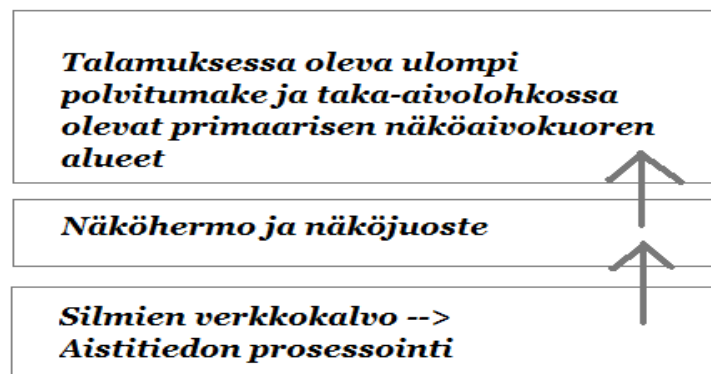 Talamuksessa oleva ulompi
polvitumake ja taka-aivolohkossa
olevat primaarisen näköaivokuoren
alueet
Näköhermo ja näköjuoste
Silmien verkkokalvo -->
Aistitiedon prosessointi